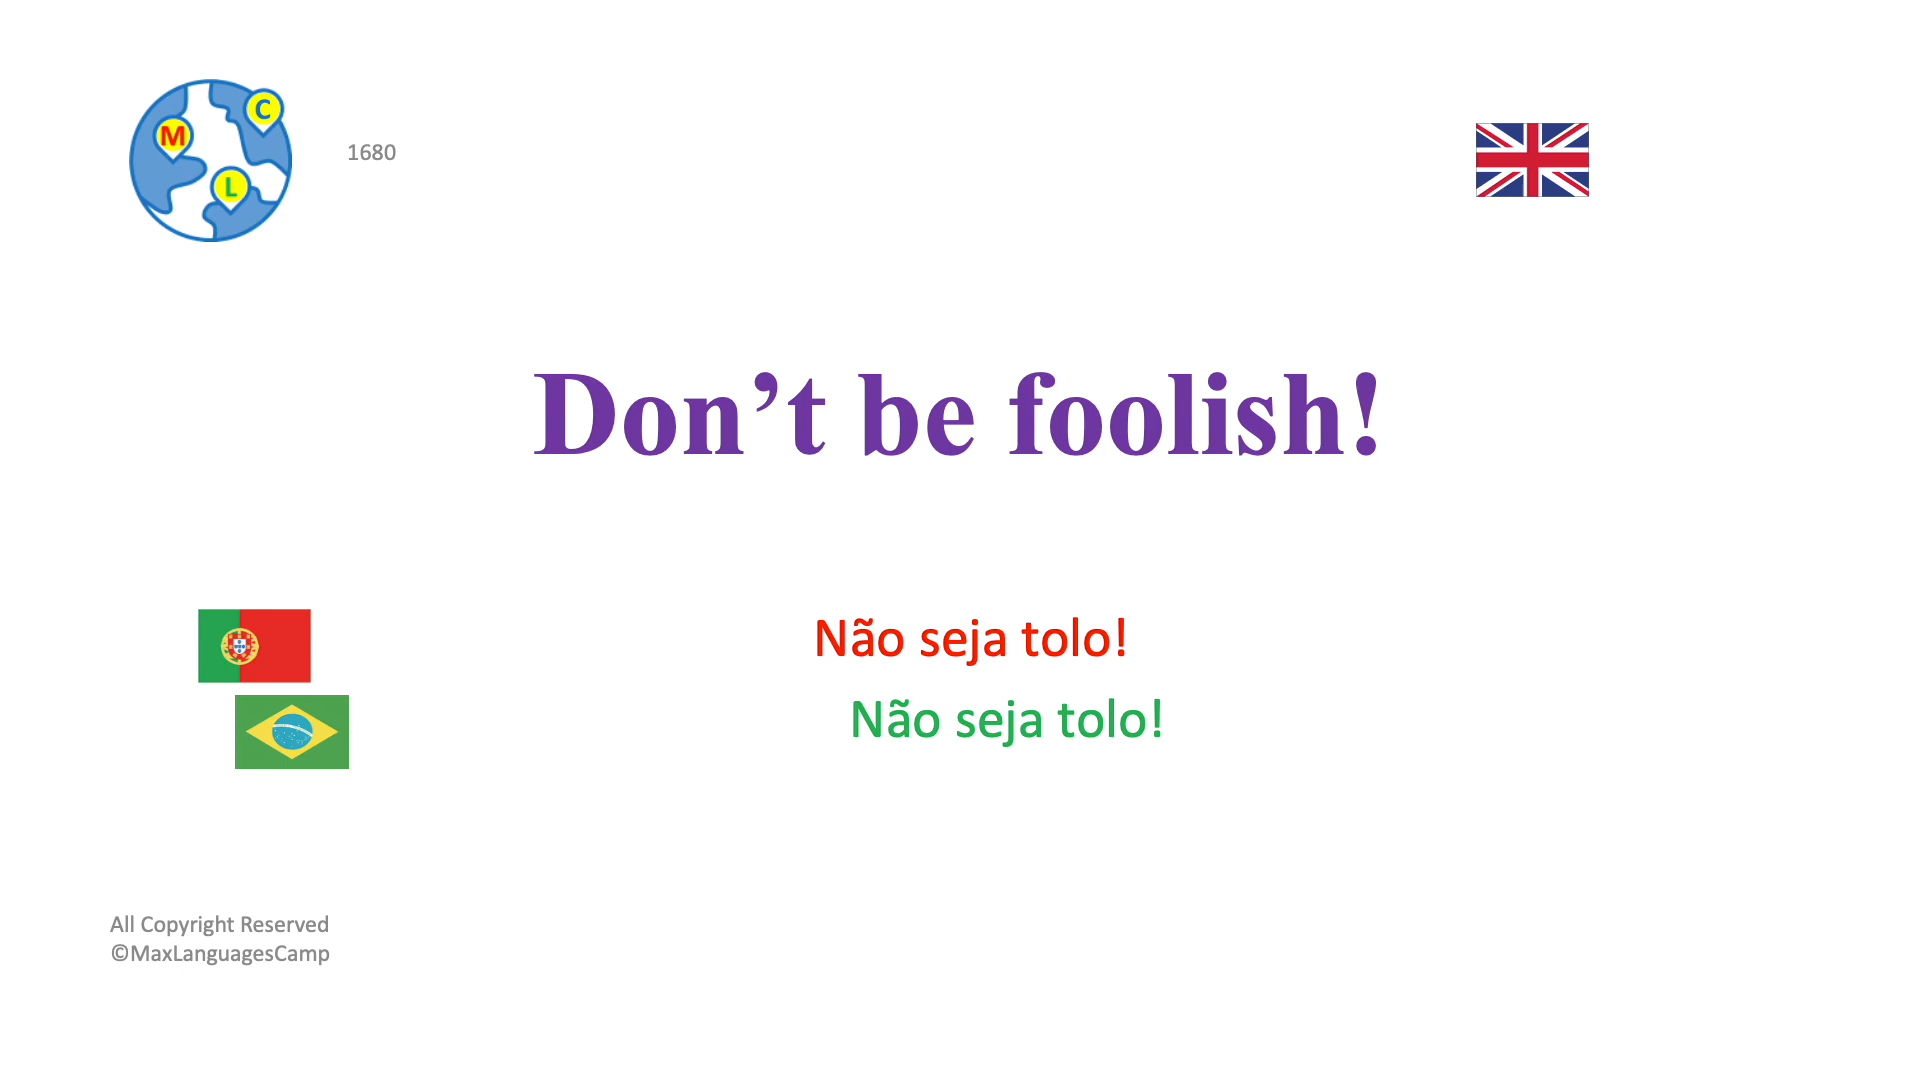 M
C
L
1680
Don’t be foolish!
Não seja tolo!
Não seja tolo!
All Copyright Reserved
©MaxLanguagesCamp